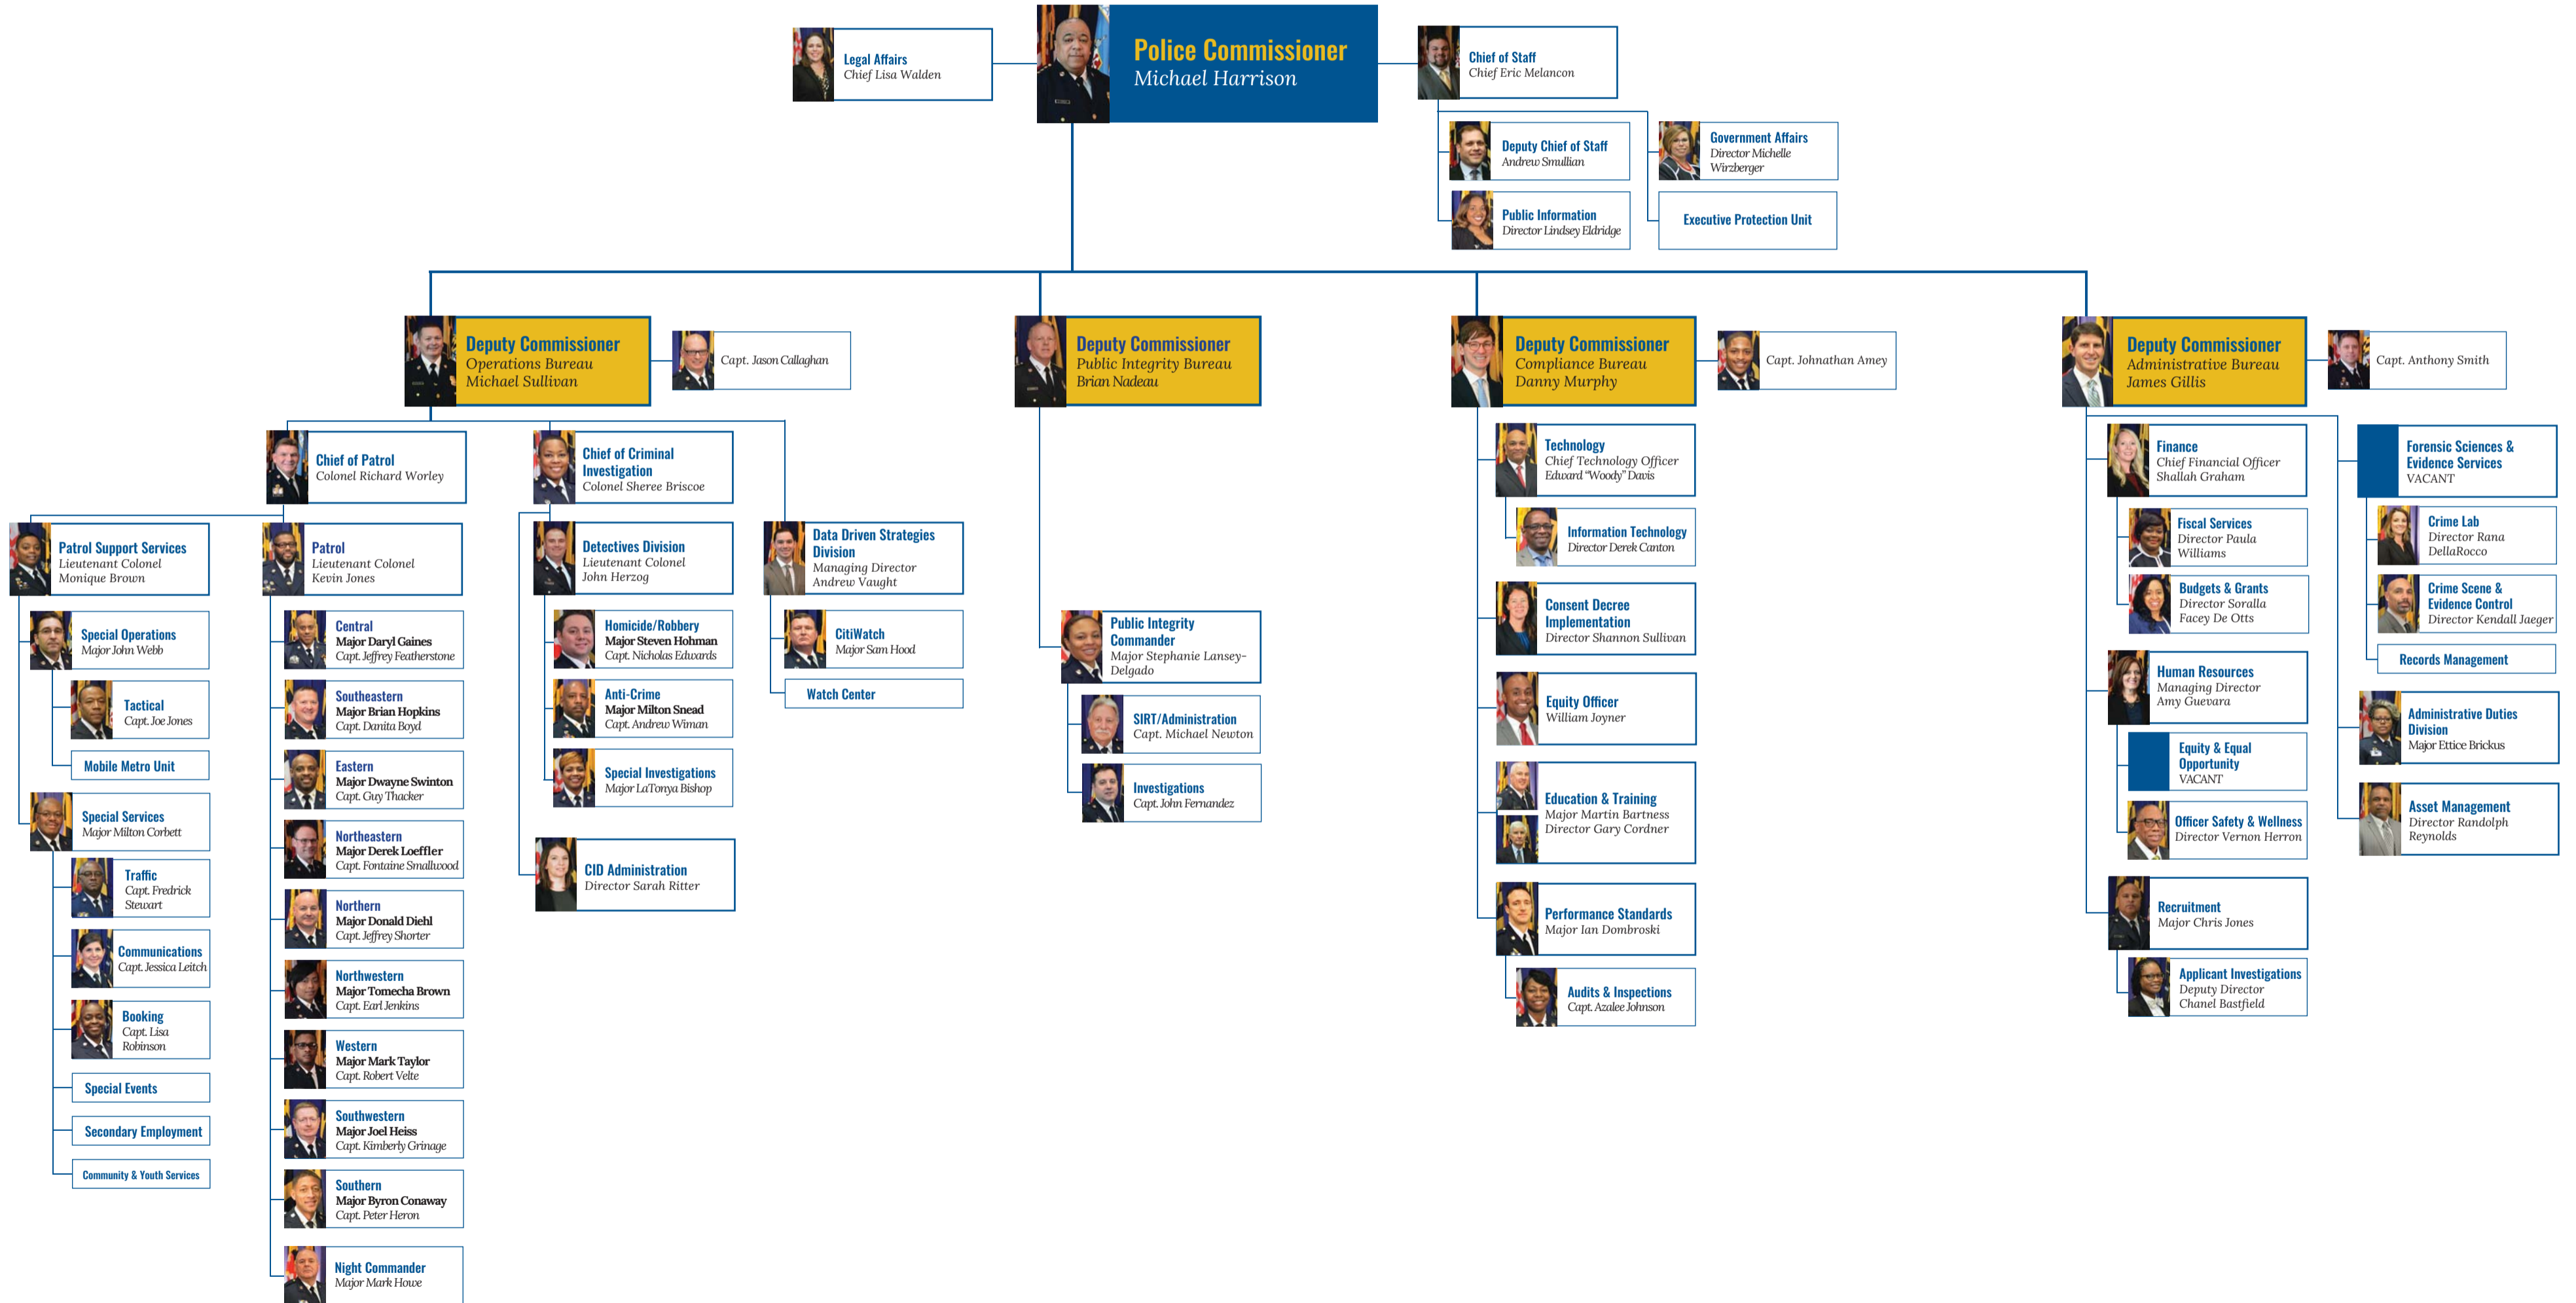 Legal Affairs
Chief Lisa Walden
Police Commissioner
Michael Harrison
Chief of Staff
Chief Eric Melancon
Deputy Chief of Staff
Andrew Smullian
Government Affairs
Director Michelle
Wirzberger
Public Information
Director Lindsey Eldridge
Executive Protection Unit
Deputy Commissioner
Operations Bureau
Michael Sullivan
Capt. Jason Callaghan
Deputy Commissioner
Public Integrity Bureau
Brian Nadeau
Deputy Commissioner
Compliance Bureau
Danny Murphy
Capt. Johnathan Amey
Deputy Commissioner
Administrative Bureau
James Gillis
Capt. Anthony Smith
Chief of Patrol
Colonel Richard Worley
Patrol Support Services
Lieutenant Colonel
Monique Brown
Special Operations
Major John Webb
Tactical
Capt. Joe Jones
Mobile Metro Unit
Special Services
Major Milton Corbett
Traffic
Capt. Fredrick
Stewart
Communications
Capt. Jessica Leitch
Booking
Capt. Lisa
Robinson
Special Events
Secondary Employment
Community & Youth Services
Patrol
Lieutenant Colonel
Kevin Jones
Central
Major Daryl Gaines
Capt. Jeffrey Featherstone
Southeastern
Major Brian Hopkins
Capt. Danita Boyd
Eastern
Major Dwayne Swinton
Capt. Guy Thacker
Northeastern
Major Derek Loeffler
Capt. Fontaine Smallwood
Northern
Major Donald Diehl
Capt. Jeffrey Shorter
Northwestern
Major Tomecha Brown
Capt. Earl Jenkins
Western
Major Mark Taylor
Capt. Robert Velte
Southwestern
Major Joel Heiss
Capt. Kimberly Grinage
Southern
Major Byron Conaway
Capt. Peter Heron
Night Commander
Major Mark Howe
Chief of Criminal
Investigation
Colonel Sheree Briscoe
Detectives Division
Lieutenant Colonel
John Herzog
Homicide/Robbery
Major Steven Hohman
Capt. Nicholas Edwards
Anti-Crime
Major Milton Snead
Capt. Andrew Wiman
Special Investigations
Major LaTonya Bishop
CID Administration
Director Sarah Ritter
Data Driven Strategies
Division
Managing Director
Andrew Vaught
CitiWatch
Major Sam Hood
Watch Center
Public Integrity
Commander
Major Stephanie Lansey-
Delgado
SIRT/Administration
Capt. Michael Newton
Investigations
Capt. John Fernandez
Technology
Chief Technology Officer
Edward “Woody” Davis
Information Technology
Director Derek Canton
Consent Decree
Implementation
Director Shannon Sullivan
Equity Officer
William Joyner
Education & Training
Major Martin Bartness
Director Gary Cordner
Performance Standards
Major Ian Dombroski
Audits & Inspections
Capt. Azalee Johnson
Finance
Chief Financial Officer
Shallah Graham
Fiscal Services
Director Paula
Williams
Budgets & Grants
Director Soralla
Facey De Otts
Human Resources
Managing Director
Amy Guevara
Equity & Equal
Opportunity
VACANT
Officer Safety & Wellness
Director Vernon Herron
Recruitment
Major Chris Jones
Applicant Investigations
Deputy Director
Chanel Bastfield
Forensic Sciences &
Evidence Services
VACANT
Crime Lab
Director Rana
DellaRocco
Crime Scene &
Evidence Control
Director Kendall Jaeger
Records Management
Administrative Duties
Division
Major Ettice Brickus
Asset Management
Director Randolph
Reynolds